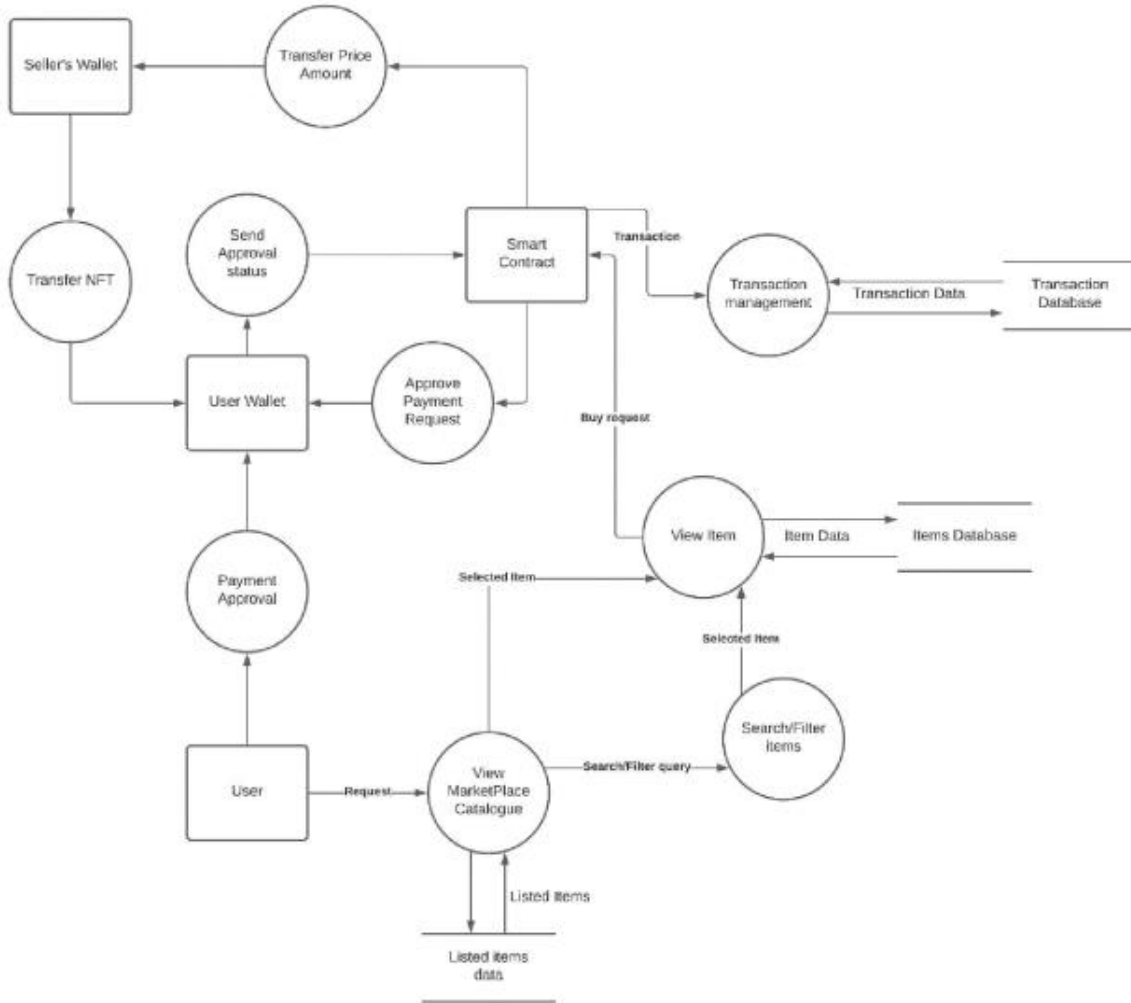 Transfer Price
Amount
Seller's Wallet
Send
Approval
status
Smart
Contract
Transaction
Transfer NFT
Transaction
management
Transaction Data
Transaction
Database
User Wallet
Approve
Payment
Request
Buy request
View Item
Item Data
Items Database
Selected Item
Payment
Approval
Selected Item
Search/Filter
items
User
Request
View
MarketPlace
Catalogue
Search/Filter query
Listed Items
Listed items
data